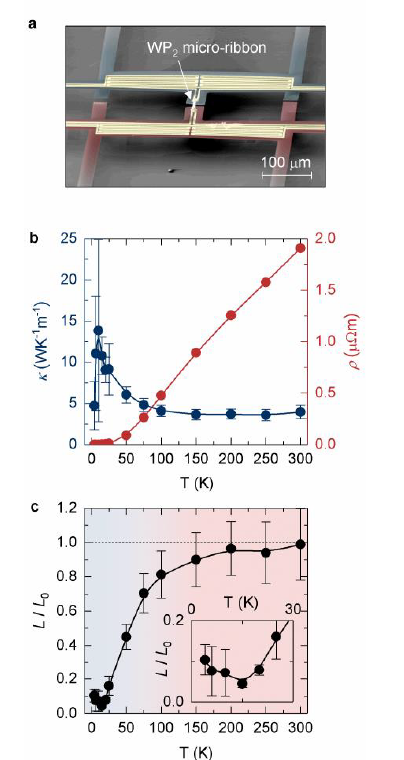 a
WP₂ micro-ribbon
100 μm
b
25
20
15
10
5
0
κ (WK⁻¹m⁻¹)
2.0
1.5
1.0
0.5
0.0
ρ (μΩm)
0 50 100 150 200 250 300
T (K)
c
1.2
1.0
0.8
0.6
0.4
0.2
0.0
L / L₀
0 T (K) 30
0.2
L / L₀
0.0
0 50 100 150 200 250 300
T (K)